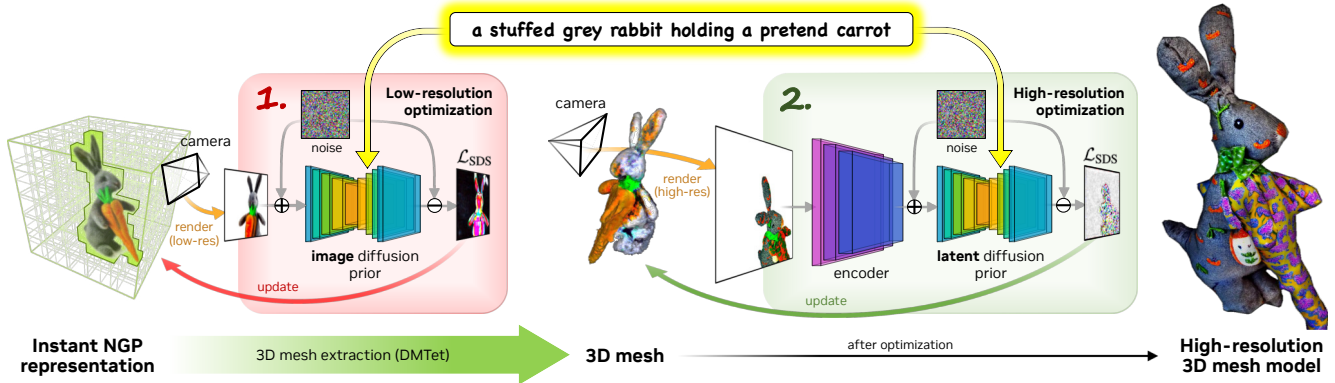 a stuffed grey rabbit holding a pretend carrot
1.
Low-resolution
optimization
camera
noise
ℒSDS
render
(low-res)
image diffusion
prior
update
camera
render
(high-res)
2.
High-resolution
optimization
noise
ℒSDS
encoder
latent diffusion
prior
update
Instant NGP
representation
3D mesh extraction (DMTet)
3D mesh
after optimization
High-resolution
3D mesh model